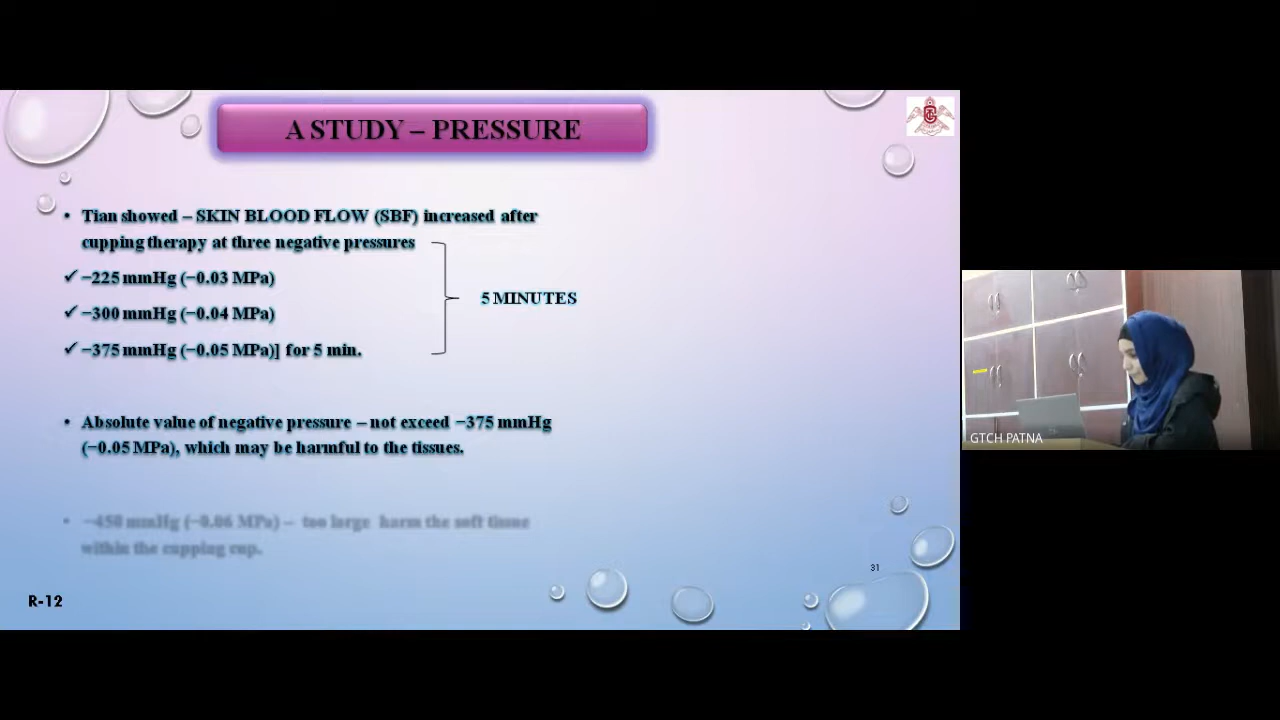 A STUDY – PRESSURE
• Tian showed – SKIN BLOOD FLOW (SBF) increased after
cupping therapy at three negative pressures
✓ −225 mmHg (−0.03 MPa)
✓ −300 mmHg (−0.04 MPa)
✓ −375 mmHg (−0.05 MPa)] for 5 min.
5 MINUTES
• Absolute value of negative pressure – not exceed −375 mmHg
(−0.05 MPa), which may be harmful to the tissues.
• −450 mmHg (−0.06 MPa) – too large harm the soft tissue
within the cupping cup.
31
R-12
GTCH PATNA